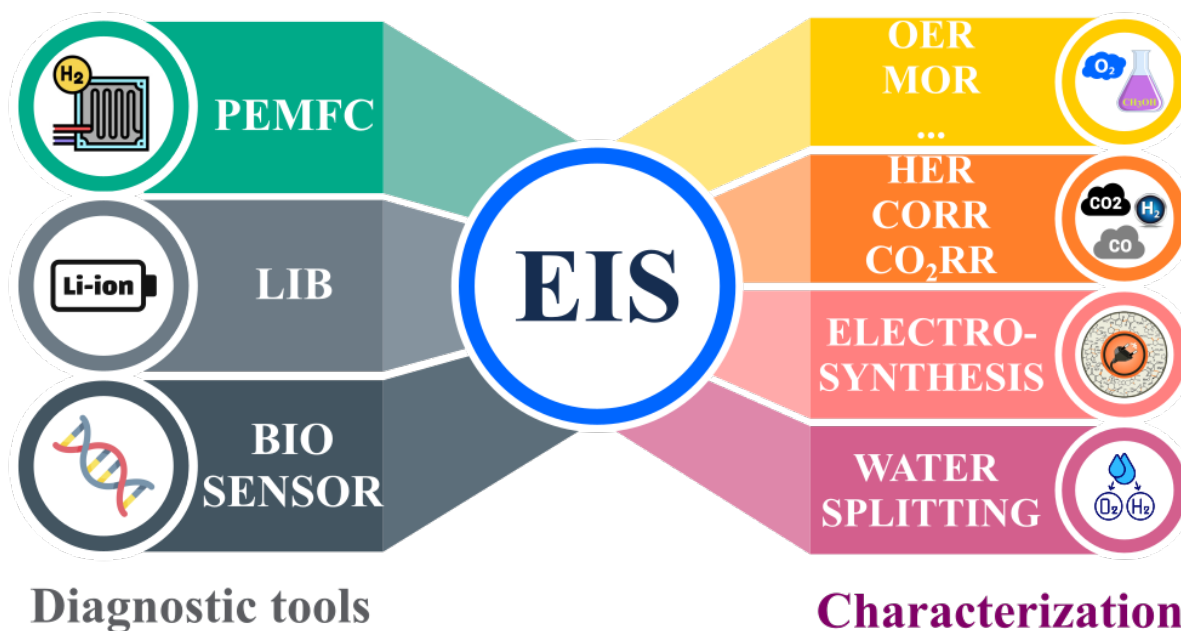 H2
PEMFC
Li-ion
LIB
BIO
SENSOR
Diagnostic tools
EIS
OER
MOR
...
O2
CH3OH
HER
CORR
CO₂RR
CO2
H2
CO
ELECTRO-
SYNTHESIS
WATER
SPLITTING
O2
H2
Characterization